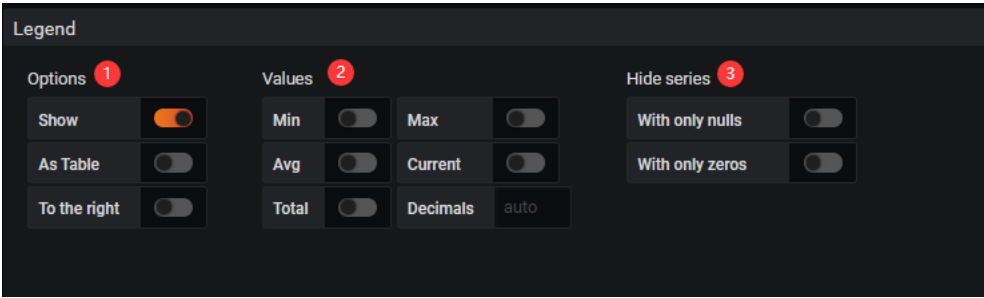 Legend
Options 1 Values 2 Hide series 3
Show Min Max With only nulls
As Table Avg Current With only zeros
To the right Total Decimals auto